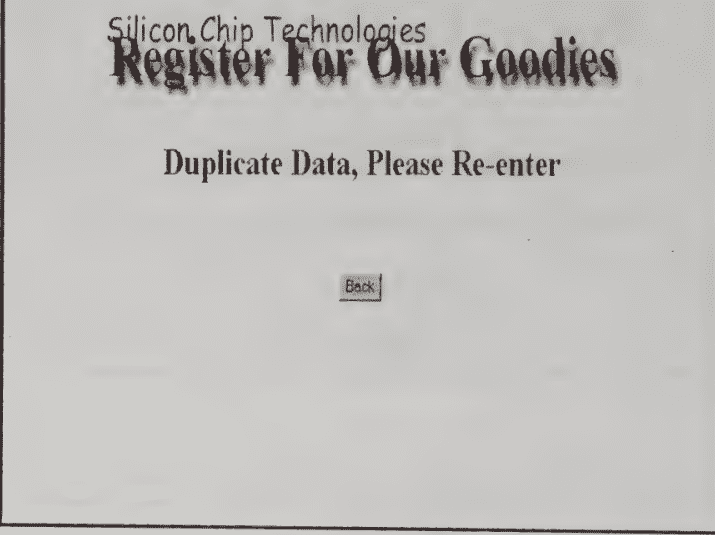 Silicon Chip Technologies
Register For Our Goodies
Duplicate Data, Please Re-enter
Back